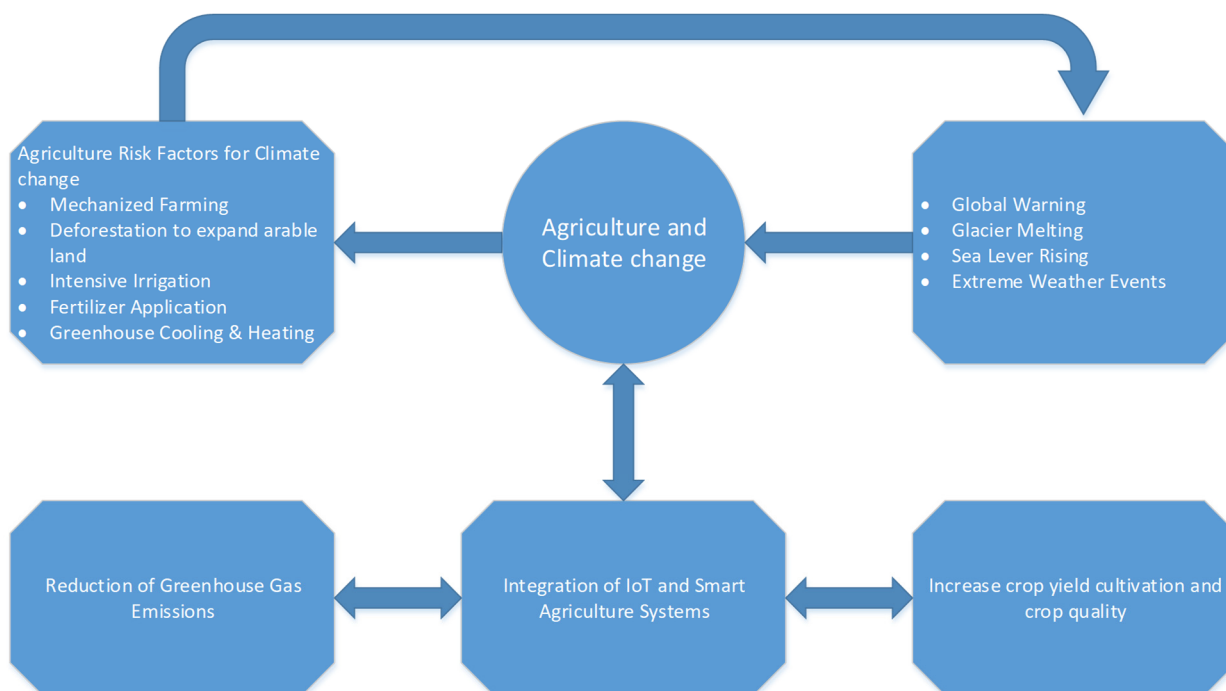 Agriculture Risk Factors for Climate
change
• Mechanized Farming
• Deforestation to expand arable
land
• Intensive Irrigation
• Fertilizer Application
• Greenhouse Cooling & Heating
Agriculture and
Climate change
• Global Warning
• Glacier Melting
• Sea Lever Rising
• Extreme Weather Events
Reduction of Greenhouse Gas
Emissions
Integration of IoT and Smart
Agriculture Systems
Increase crop yield cultivation and
crop quality